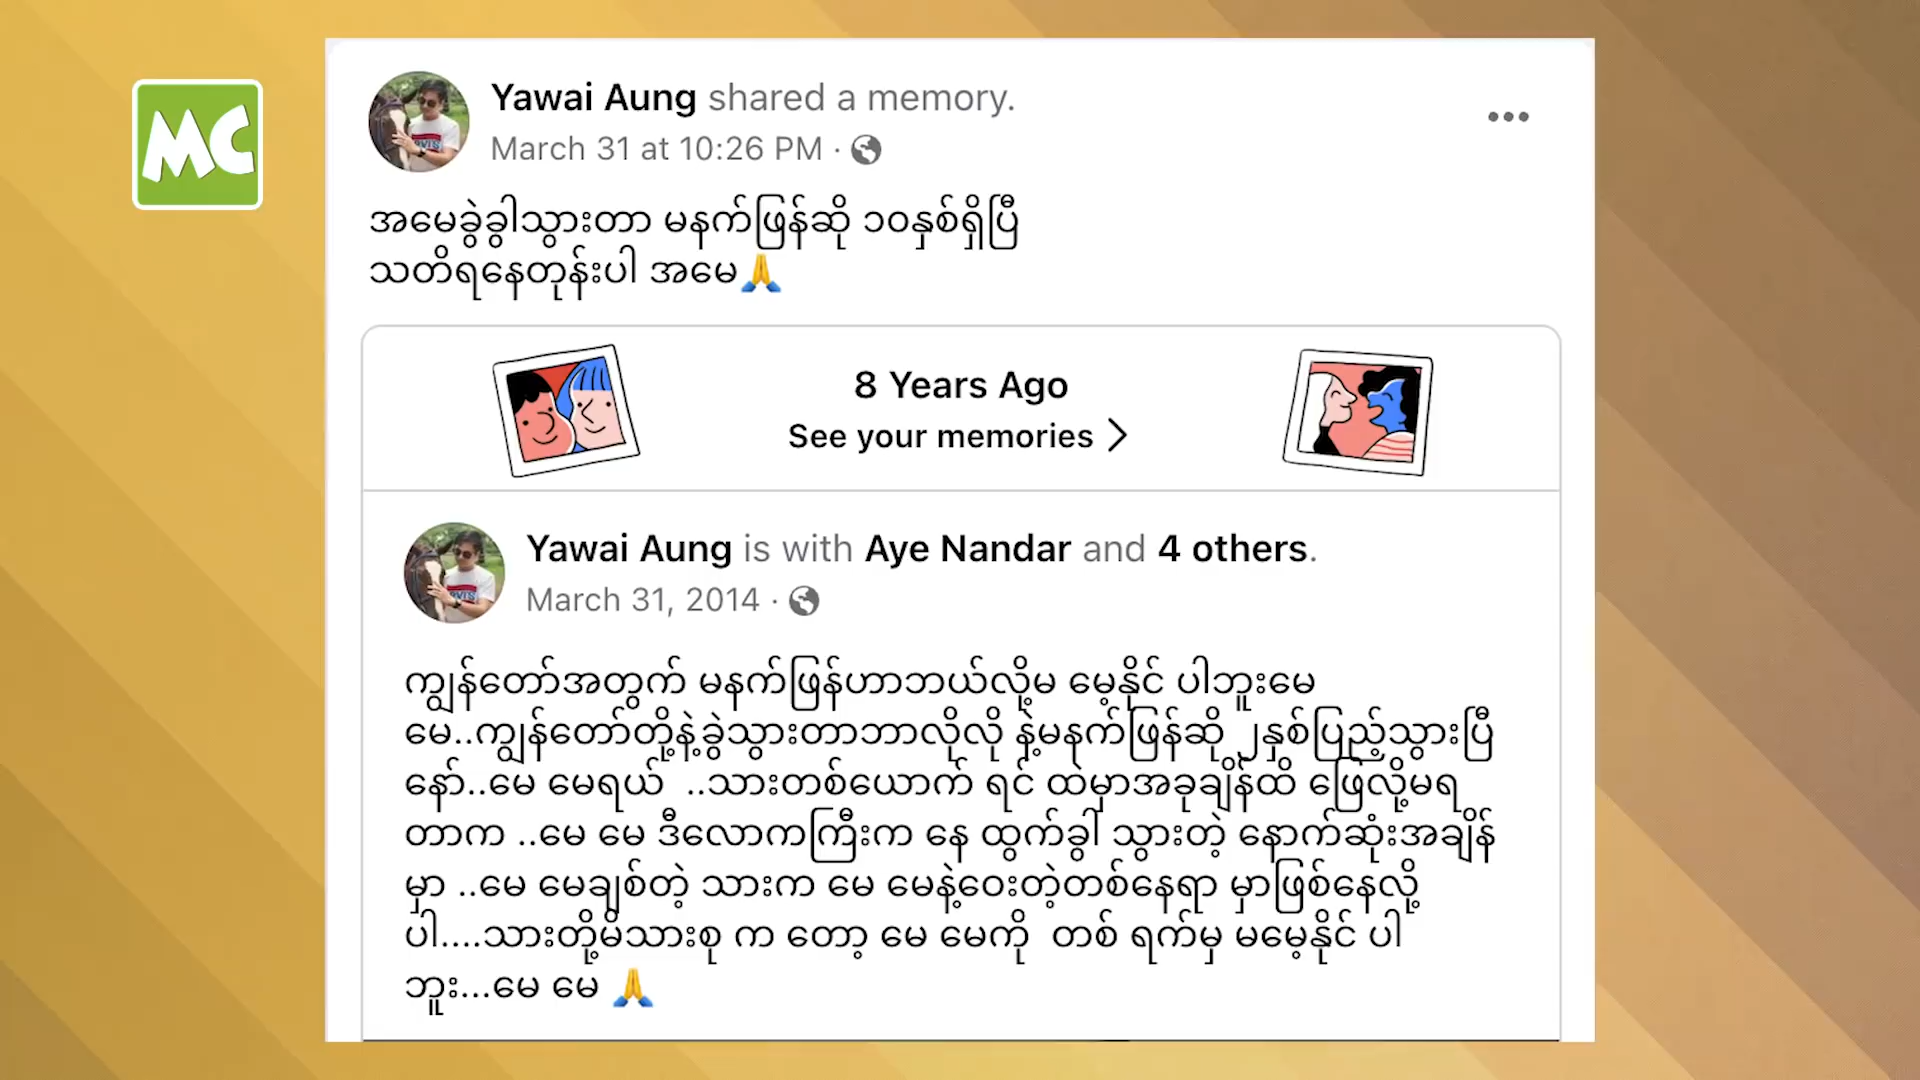 MC
Yawai Aung shared a memory.
March 31 at 10:26 PM ·
အမေခွဲခွါသွားတာ မနက်ဖြန်ဆို ၁၀နှစ်ရှိပြီ
သတိရနေတုန်းပါ အမေ🙏
8 Years Ago
See your memories
Yawai Aung is with Aye Nandar and 4 others.
March 31, 2014 ·
ကျွန်တော်အတွက် မနက်ဖြန်ဟာဘယ်လို့မ မေ့နိုင် ပါဘူးမေ
မေ..ကျွန်တော်တို့နဲ့ခွဲသွားတာဘာလိုလို နဲ့မနက်ဖြန်ဆို ၂နှစ်ပြည့်သွားပြီ
နော်..မေ မေရယ် ..သားတစ်ယောက် ရင် ထဲမှာအခုချိန်ထိ ဖြေလို့မရ
တာက ..မေ မေ ဒီလောကကြီးက နေ ထွက်ခွါ သွားတဲ့ နောက်ဆုံးအချိန်
မှာ ..မေ မေချစ်တဲ့ သားက မေ မေနဲ့ဝေးတဲ့တစ်နေရာ မှာဖြစ်နေလို့
ပါ....သားတို့မိသားစု က တော့ မေ မေကို တစ် ရက်မှ မမေ့နိုင် ပါ
ဘူး...မေ မေ 🙏